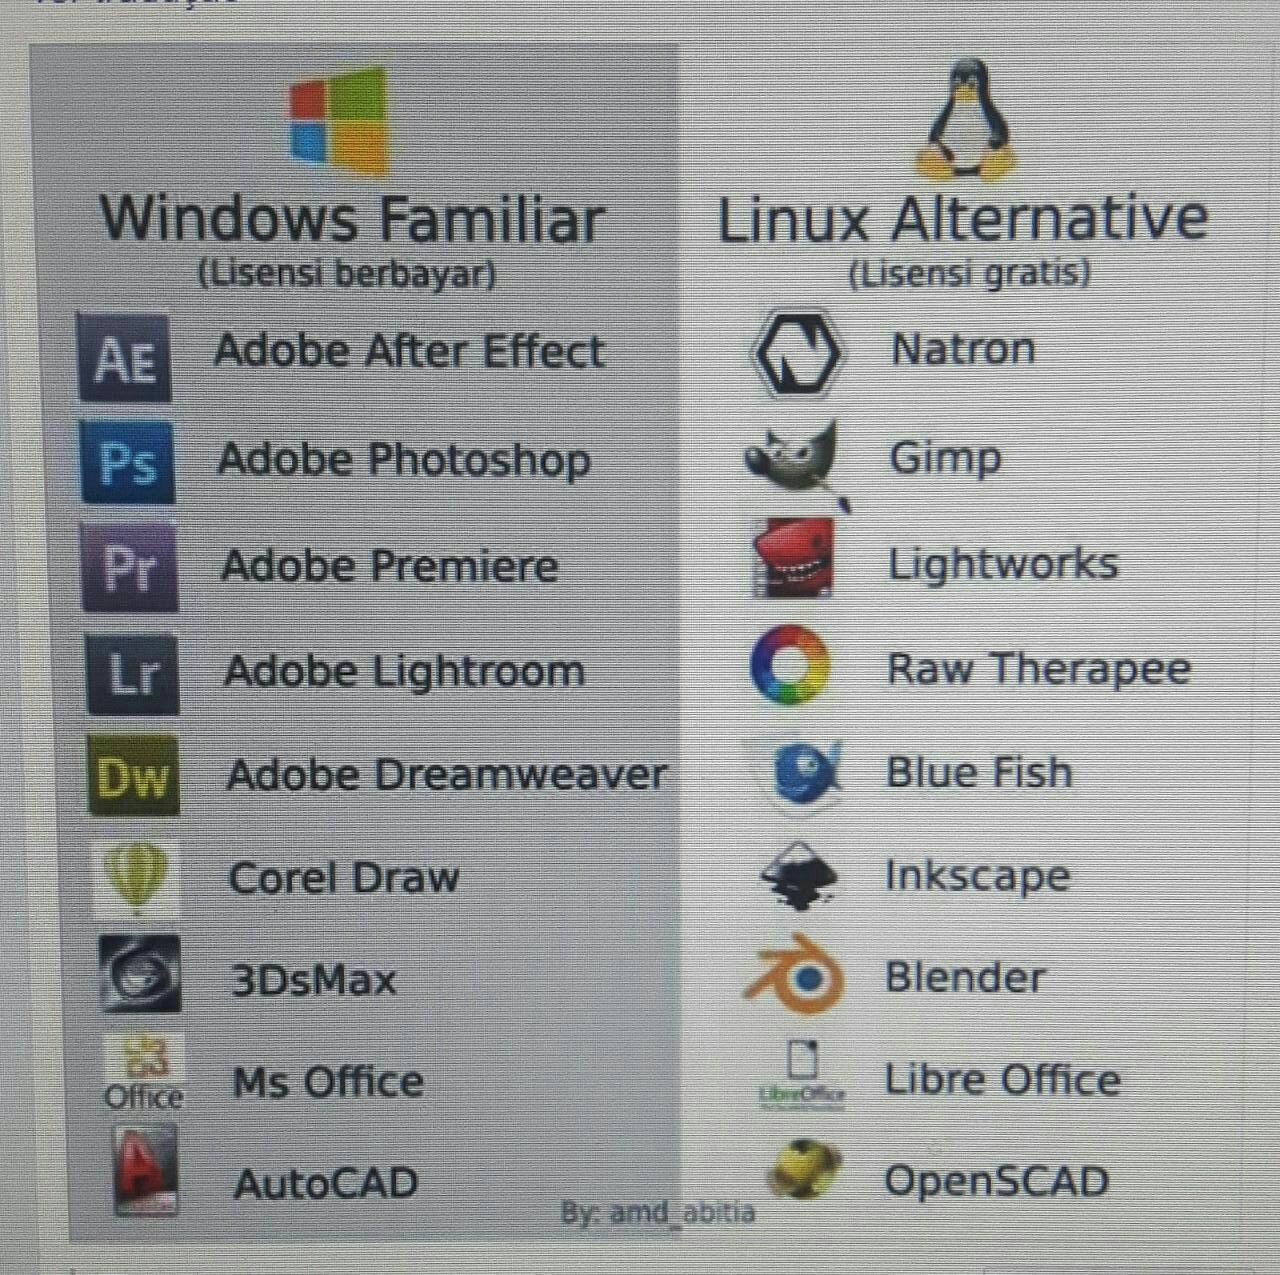 Windows Familiar
(Lisensi berbayar)
Linux Alternative
(Lisensi gratis)
AE Adobe After Effect
Natron
Ps Adobe Photoshop
Gimp
Pr Adobe Premiere
Lightworks
Lr Adobe Lightroom
Raw Therapee
Dw Adobe Dreamweaver
Blue Fish
Corel Draw
Inkscape
3DsMax
Blender
Office Ms Office
LibreOffice Libre Office
A AutoCAD
OpenSCAD
By: amd_abitia